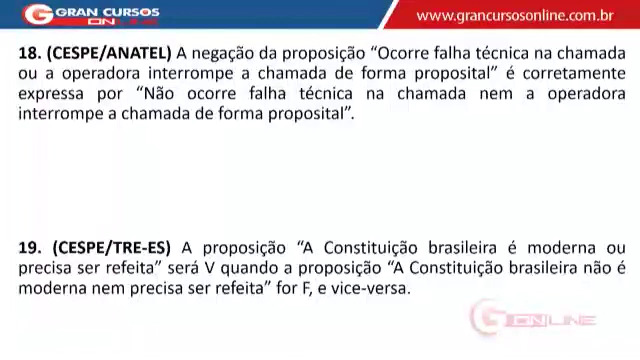 GRAN CURSOS
ONLINE
www.grancursosonline.com.br
18. (CESPE/ANATEL) A negação da proposição “Ocorre falha técnica na chamada
ou a operadora interrompe a chamada de forma proposital” é corretamente
expressa por “Não ocorre falha técnica na chamada nem a operadora
interrompe a chamada de forma proposital”.
19. (CESPE/TRE-ES) A proposição “A Constituição brasileira é moderna ou
precisa ser refeita” será V quando a proposição “A Constituição brasileira não é
moderna nem precisa ser refeita” for F, e vice-versa.
G ONLINE